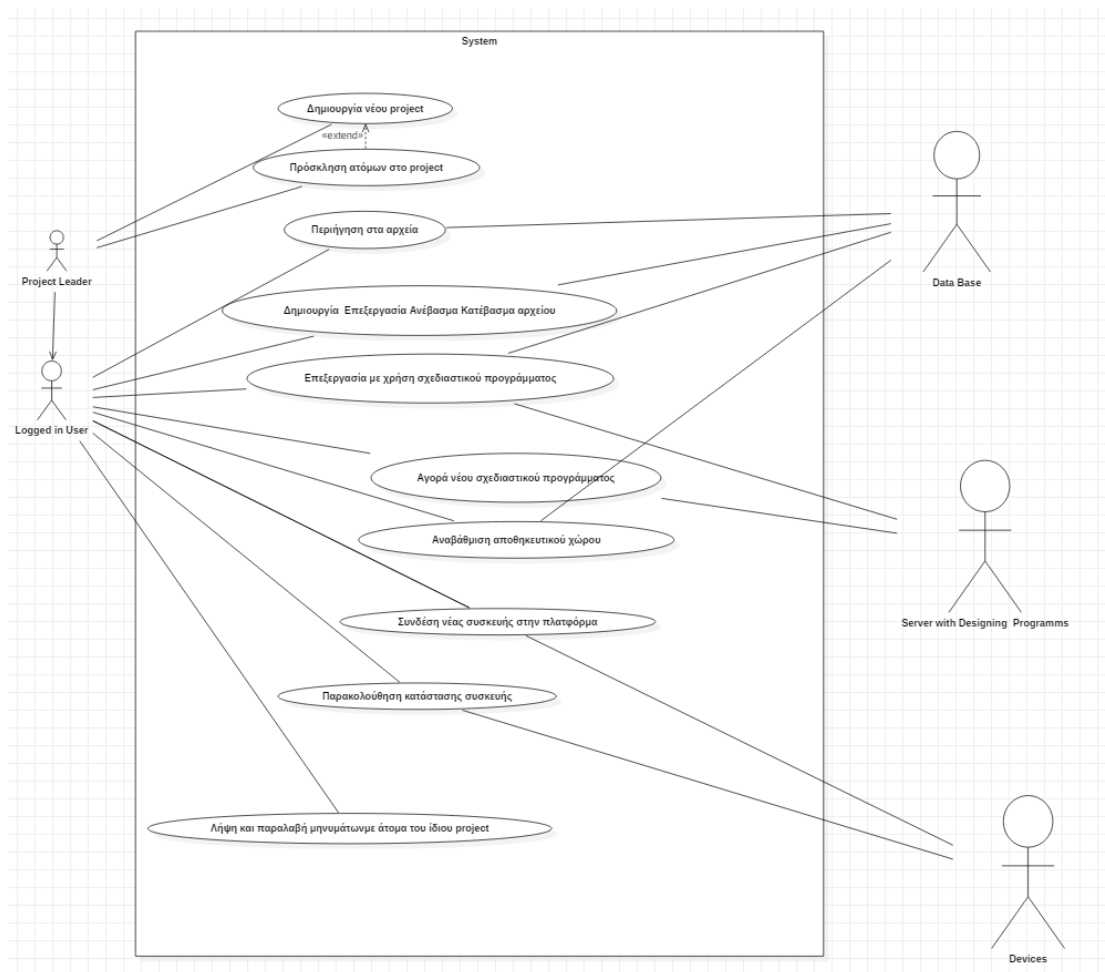 System
Δημιουργία νέου project
«extend»
Πρόσκληση ατόμων στο project
Περιήγηση στα αρχεία
Project Leader
Data Base
Δημιουργία Επεξεργασία Ανέβασμα Κατέβασμα αρχείου
Επεξεργασία με χρήση σχεδιαστικού προγράμματος
Logged in User
Αγορά νέου σχεδιαστικού προγράμματος
Αναβάθμιση αποθηκευτικού χώρου
Συνδέση νέας συσκευής στην πλατφόρμα
Server with Designing Programms
Παρακολούθηση κατάστασης συσκευής
Λήψη και παραλαβή μηνυμάτωνμε άτομα του ίδιου project
Devices